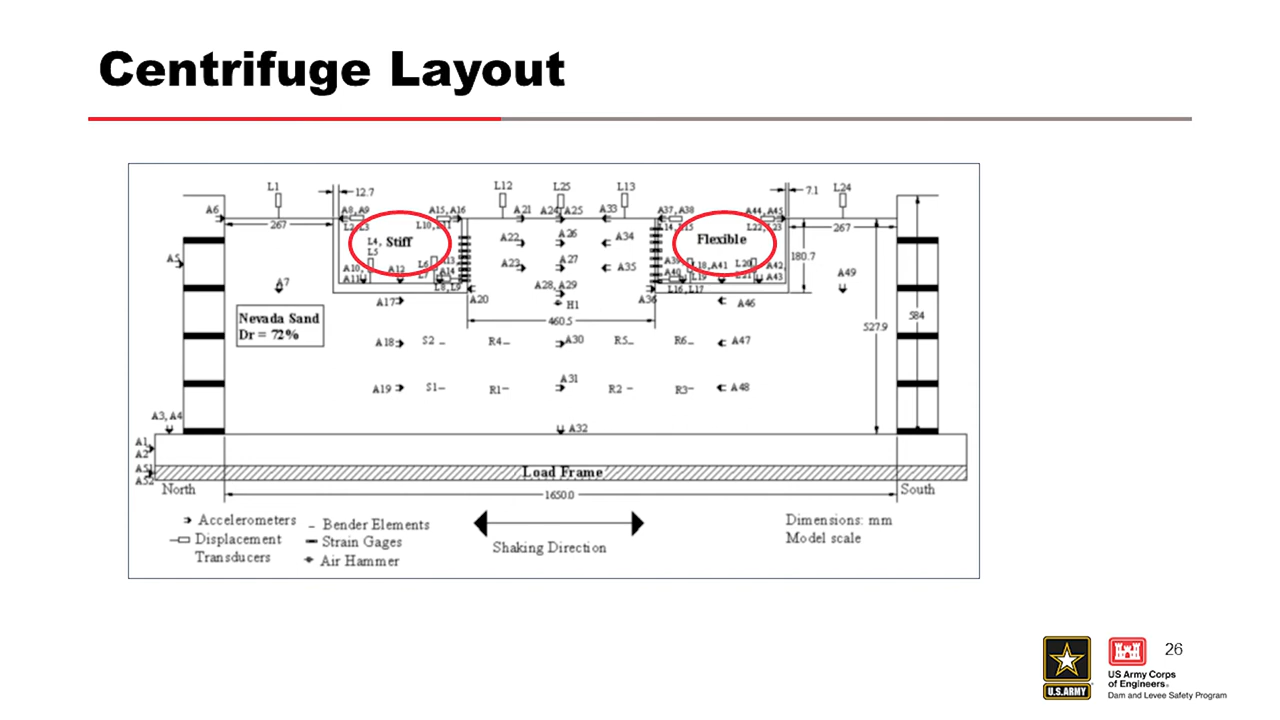 Centrifuge Layout
L1 12.7 L12 L25 L13 7.1 L24
A6 A8, A9 A15, A16 A21 A24 A25 A33 A37, A38 A44, A45
267 L10, L11 L22, L23 267
L4, Stiff A22 A26 A34 Flexible
L5
A5 A23 A27 A35 180.7
A10, A12 L6 A14 A39 L18, A41 L20 A42,
A11 A40 L19 A43
A7 L8, L9 A28, A29 L16, L17 A49
A17 A20 H1 A36 A46
Nevada Sand 460.5 584
Dr = 72% 527.9
A18 S2 R4 A30 R5 R6 A47
A19 S1 R1 A31 R2 R3 A48
A3, A4 A32
A1
A2
A51 Load Frame
A52
North 1650.0 South
Accelerometers Bender Elements Dimensions: mm
Displacement Strain Gages Shaking Direction Model scale
Transducers Air Hammer
26
U.S.ARMY
US Army Corps
of Engineers®
Dam and Levee Safety Program